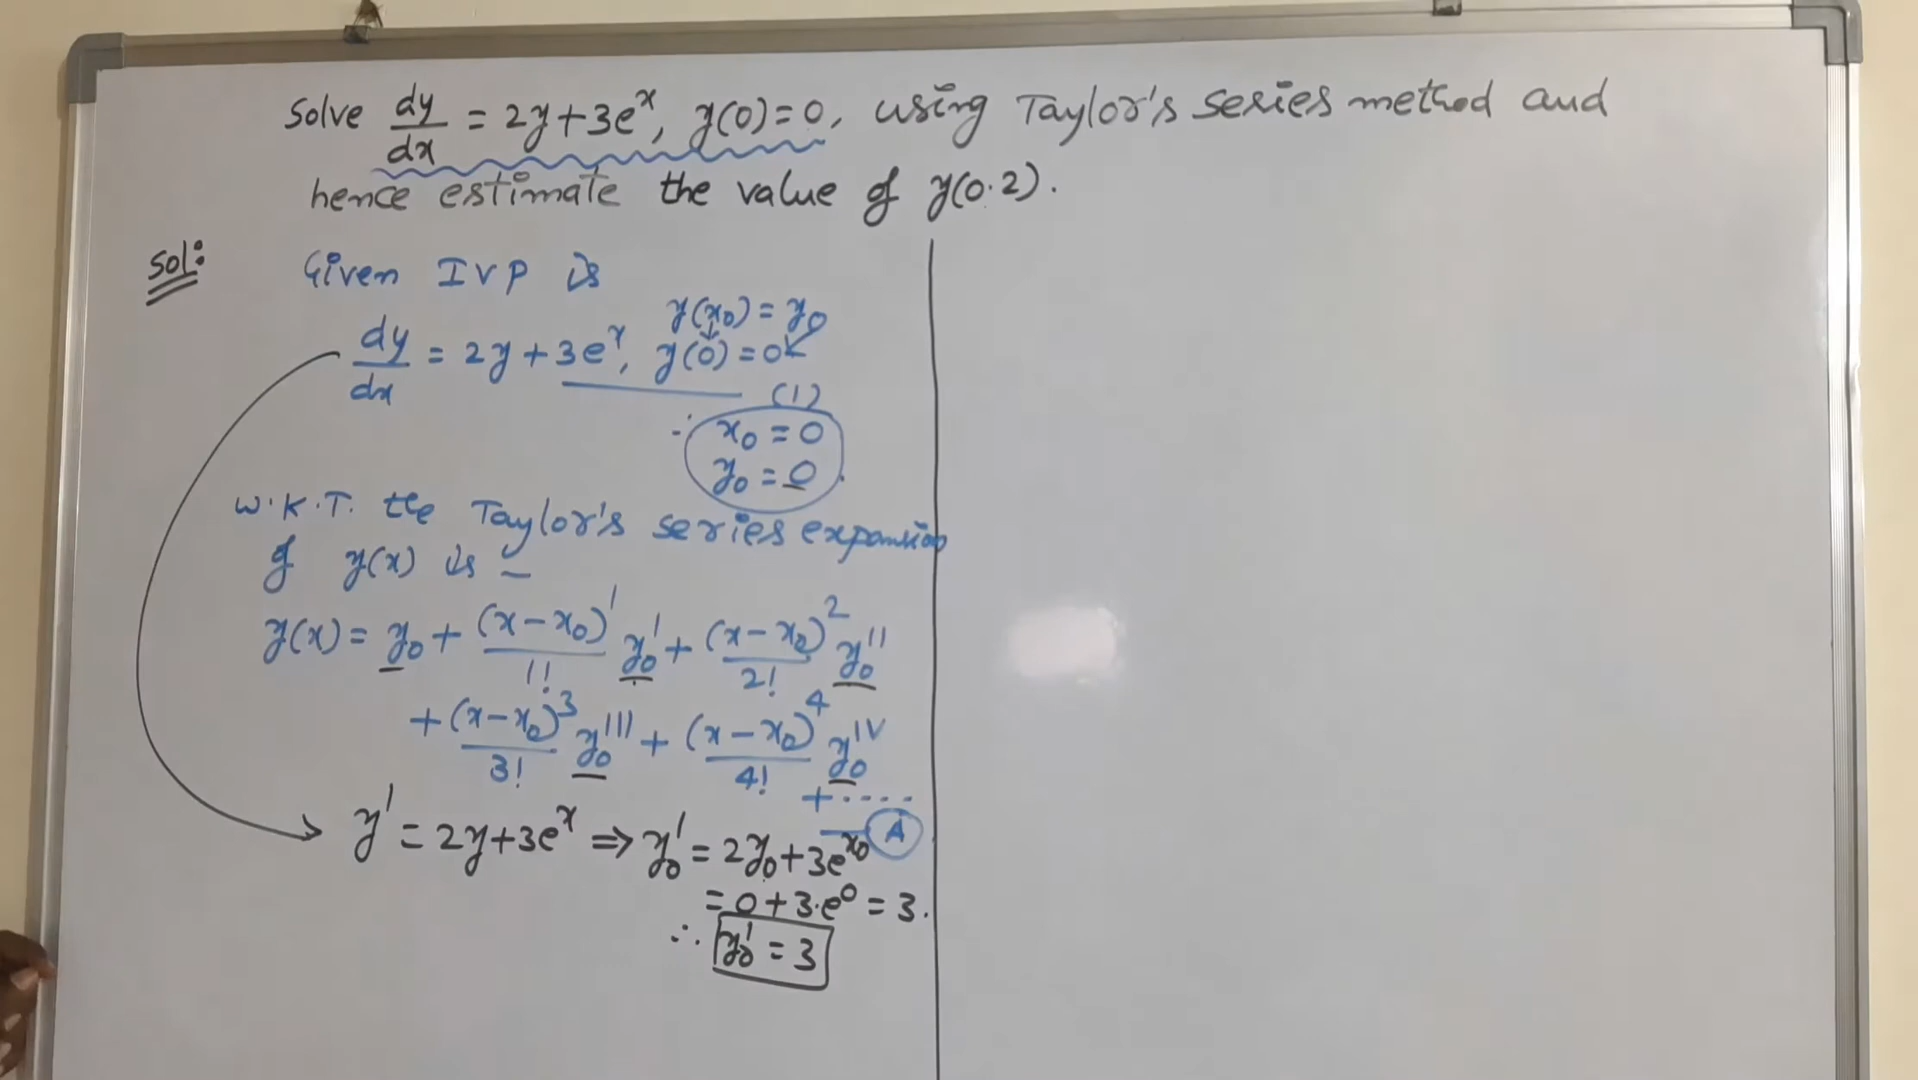 Solve dy/dx = 2y+3e^x, y(0)=0, using Taylor's series method and
hence estimate the value of y(0.2).
Sol:
Given IVP is
y(x₀) = y₀
dy/dx = 2y+3e^x, y(0)=0
(1)
∴ x₀ = 0
y₀ = 0
W.K.T. the Taylor's series expansion
of y(x) is –
y(x) = y₀ + (x-x₀)^1/1! y₀' + (x-x₀)^2/2! y₀''
+ (x-x₀)^3/3! y₀''' + (x-x₀)^4/4! y₀^IV
+.....
A
y' = 2y+3e^x ⇒ y₀' = 2y₀+3e^x₀
= 0+3.e^0 = 3.
∴ y₀' = 3